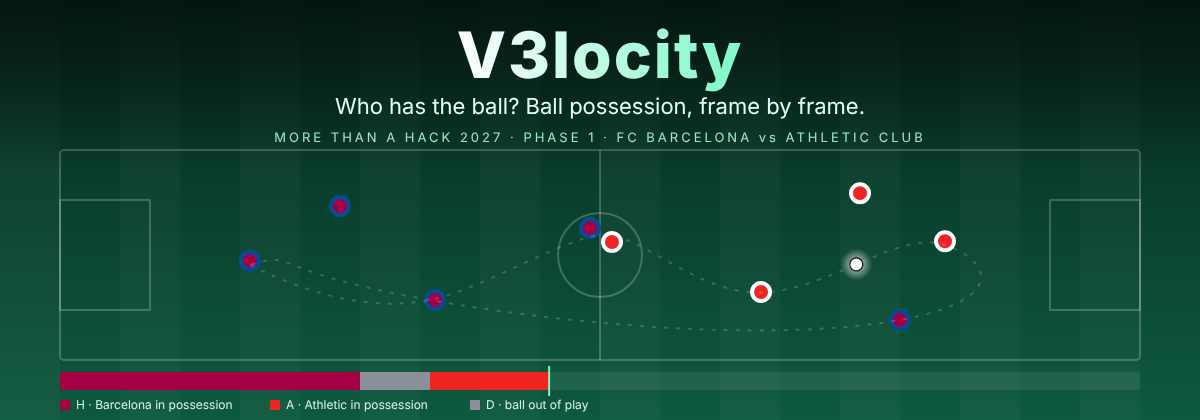 V3locity
Who has the ball? Ball possession, frame by frame.
MORE THAN A HACK 2027 · PHASE 1 · FC BARCELONA vs ATHLETIC CLUB
H · Barcelona in possession
A · Athletic in possession
D · ball out of play